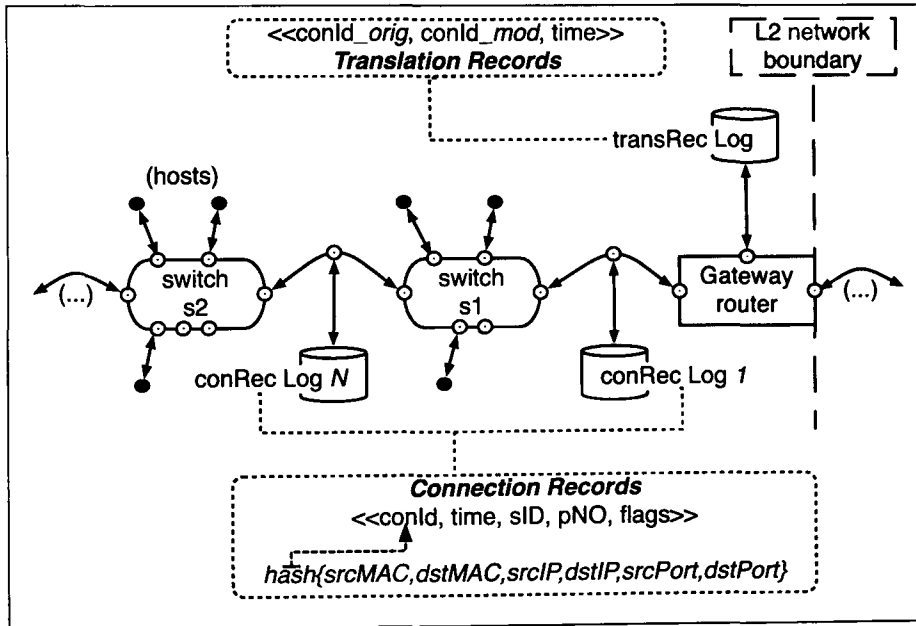 <<conId_orig, conId_mod, time>>
Translation Records
L2 network
boundary
transRec Log
(hosts)
switch
s2
switch
s1
Gateway
router
(...)
(...)
conRec Log N
conRec Log 1
Connection Records
<<conId, time, sID, pNO, flags>>
hash{srcMAC,dstMAC,srcIP,dstIP,srcPort,dstPort}